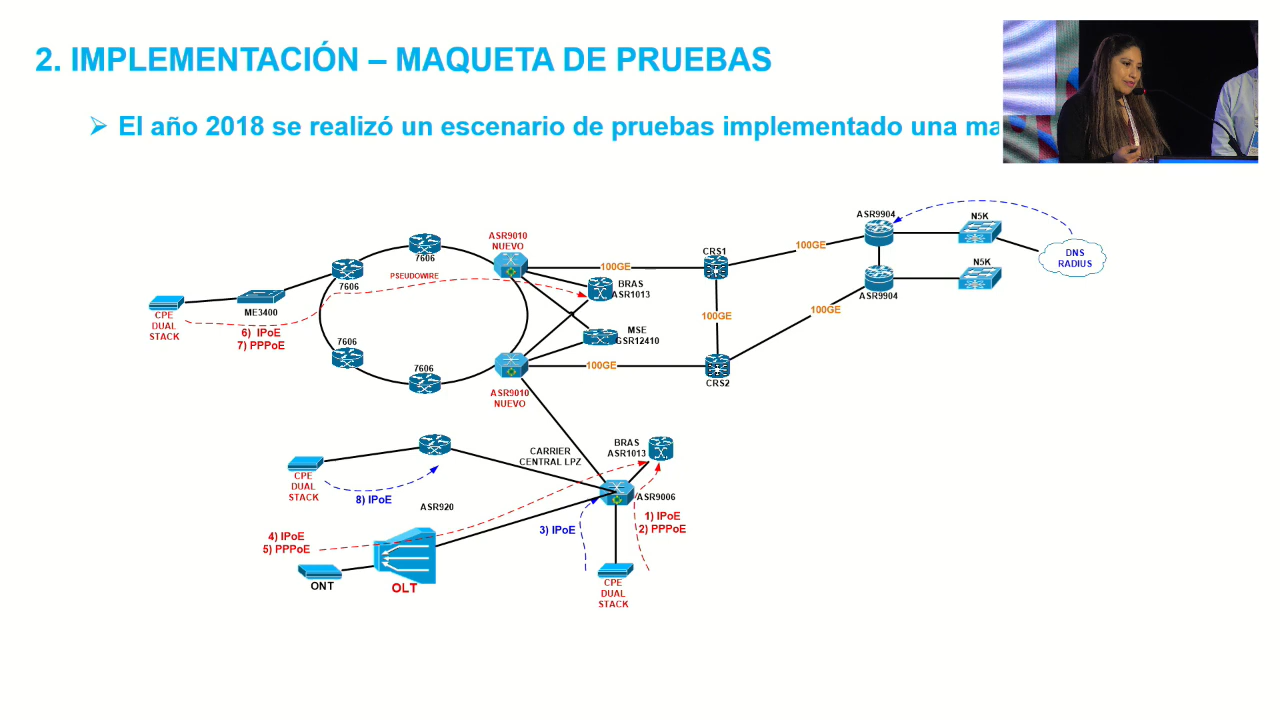 2. IMPLEMENTACIÓN – MAQUETA DE PRUEBAS
➢ El año 2018 se realizó un escenario de pruebas implementado una
ASR9904
N5K
ASR9010
NUEVO
7606
CRS1
100GE
DNS
RADIUS
100GE
7606
PSEUDOWIRE
BRAS
ASR1013
N5K
ASR9904
CPE
DUAL
STACK
ME3400
6) IPoE
7) PPPoE
100GE
100GE
MSE
GSR12410
7606
7606
100GE
CRS2
ASR9010
NUEVO
CARRIER
CENTRAL LPZ
BRAS
ASR1013
CPE
DUAL
STACK
8) IPoE
ASR920
ASR9006
1) IPoE
2) PPPoE
3) IPoE
4) IPoE
5) PPPoE
ONT
OLT
CPE
DUAL
STACK